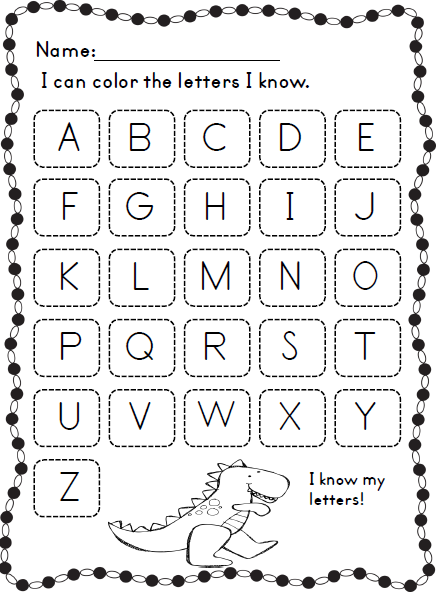 Name:
I can color the letters I know.
A B C D E
F G H I J
K L M N O
P Q R S T
U V W X Y
Z
I know my
letters!